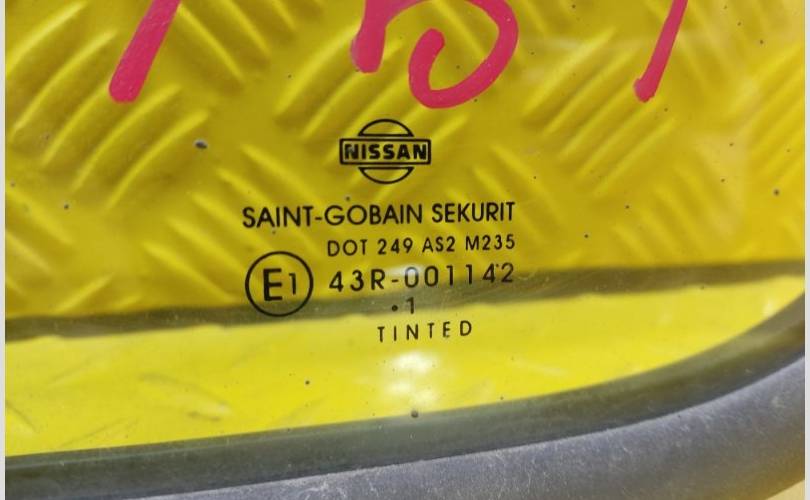 NISSAN
SAINT-GOBAIN SEKURIT
DOT 249 AS2 M235
E1 43R-001142
•1
TINTED